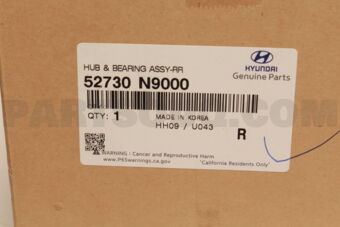 HUB & BEARING ASSY-RR
HYUNDAI
Genuine Parts
52730 N9000
QTY: 1
MADE IN KOREA
HH09 / U043
R
WARNING - Cancer and Reproductive Harm
www.P65warnings.ca.gov
"California Residents Only"